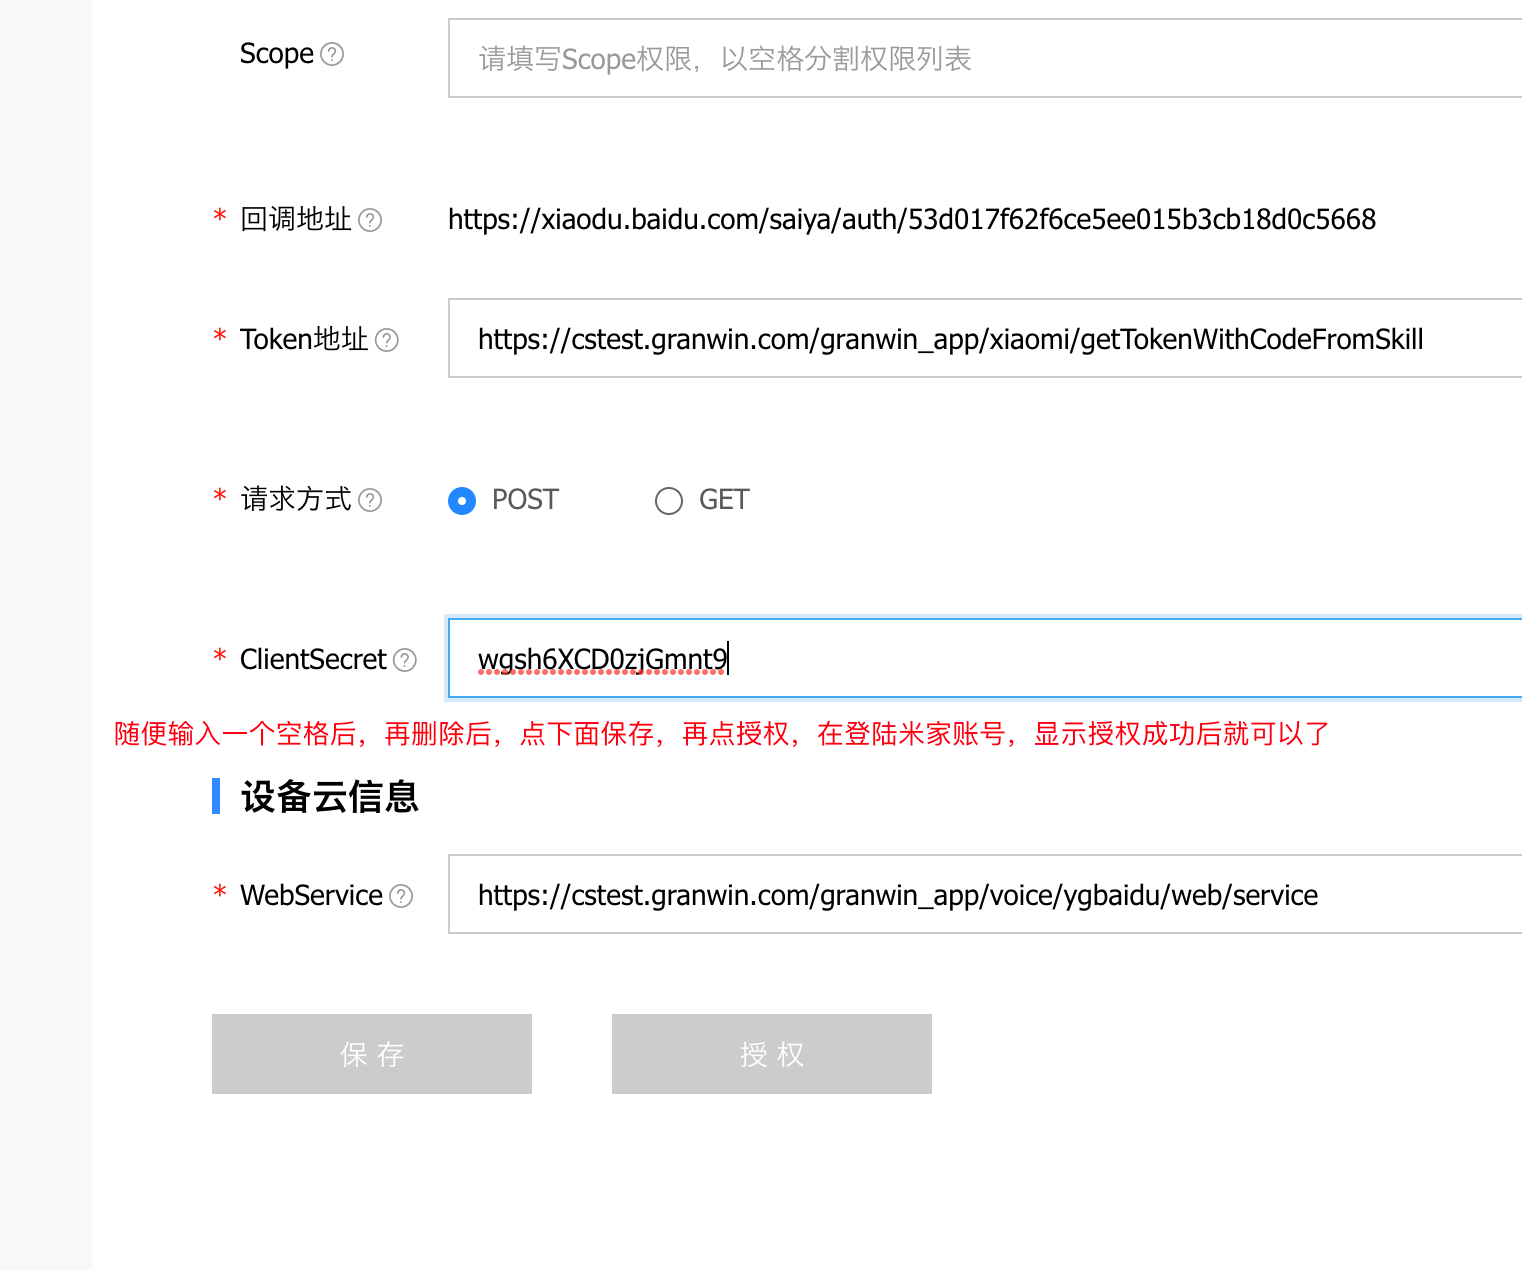 Scope ? 请填写Scope权限，以空格分割权限列表
* 回调地址 ? https://xiaodu.baidu.com/saiya/auth/53d017f62f6ce5ee015b3cb18d0c5668
* Token地址 ? https://cstest.granwin.com/granwin_app/xiaomi/getTokenWithCodeFromSkill
* 请求方式 ? POST GET
* ClientSecret ? wgsh6XCD0zjGmnt9
随便输入一个空格后，再删除后，点下面保存，再点授权，在登陆米家账号，显示授权成功后就可以了
设备云信息
* WebService ? https://cstest.granwin.com/granwin_app/voice/ygbaidu/web/service
保存 授权